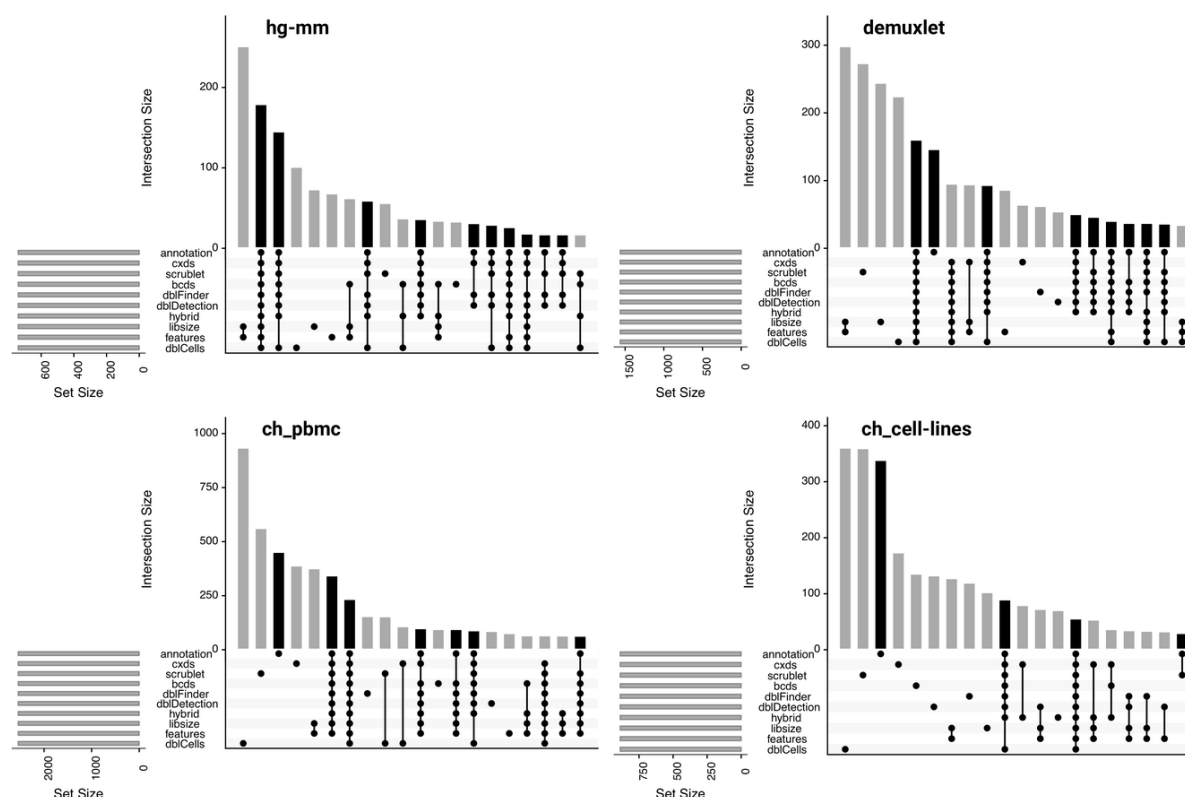 hg-mm
Intersection Size
200
100
0
annotation
cxds
scrublet
bcds
dblFinder
dblDetection
hybrid
libsize
features
dblCells
600
400
200
0
Set Size
demuxlet
Intersection Size
300
200
100
0
annotation
cxds
scrublet
bcds
dblFinder
dblDetection
hybrid
libsize
features
dblCells
1500
1000
500
0
Set Size
ch_pbmc
Intersection Size
1000
750
500
250
0
annotation
cxds
scrublet
bcds
dblFinder
dblDetection
hybrid
libsize
features
dblCells
2000
1000
0
Set Size
ch_cell-lines
Intersection Size
400
300
200
100
0
annotation
cxds
scrublet
bcds
dblFinder
dblDetection
hybrid
libsize
features
dblCells
750
500
250
0
Set Size